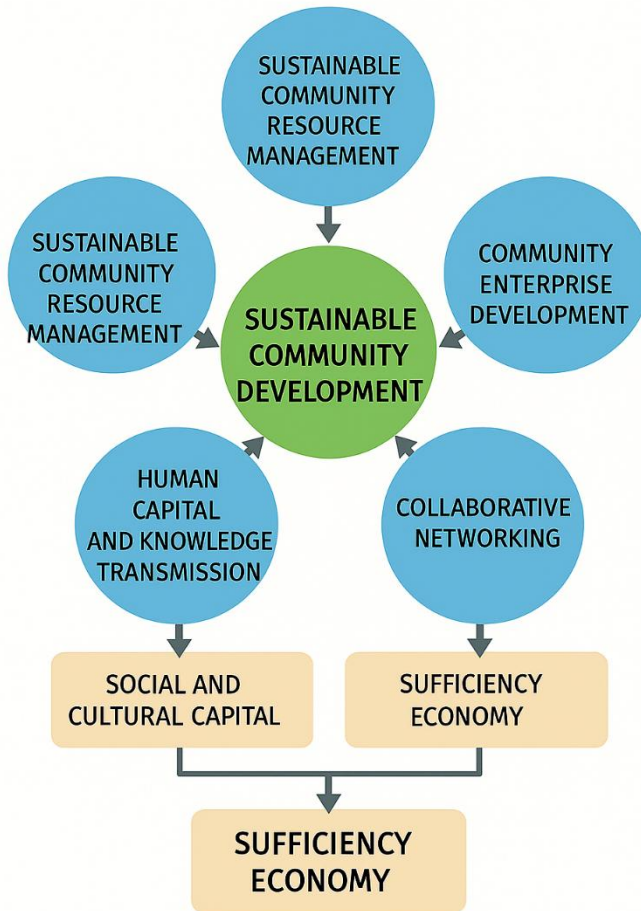 SUSTAINABLE
COMMUNITY
RESOURCE
MANAGEMENT
SUSTAINABLE
COMMUNITY
RESOURCE
MANAGEMENT
COMMUNITY
ENTERPRISE
DEVELOPMENT
SUSTAINABLE
COMMUNITY
DEVELOPMENT
HUMAN
CAPITAL
AND KNOWLEDGE
TRANSMISSION
COLLABORATIVE
NETWORKING
SOCIAL AND
CULTURAL CAPITAL
SUFFICIENCY
ECONOMY
SUFFICIENCY
ECONOMY